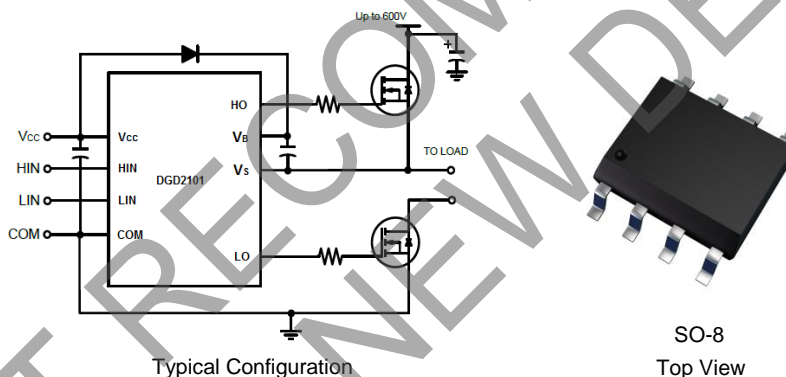 Up to 600V
+
HO
Vcc
Vcc
VB
TO LOAD
HIN
HIN
VS
DGD2101
LIN
LIN
COM
COM
LO
SO-8
Typical Configuration
Top View
NEW